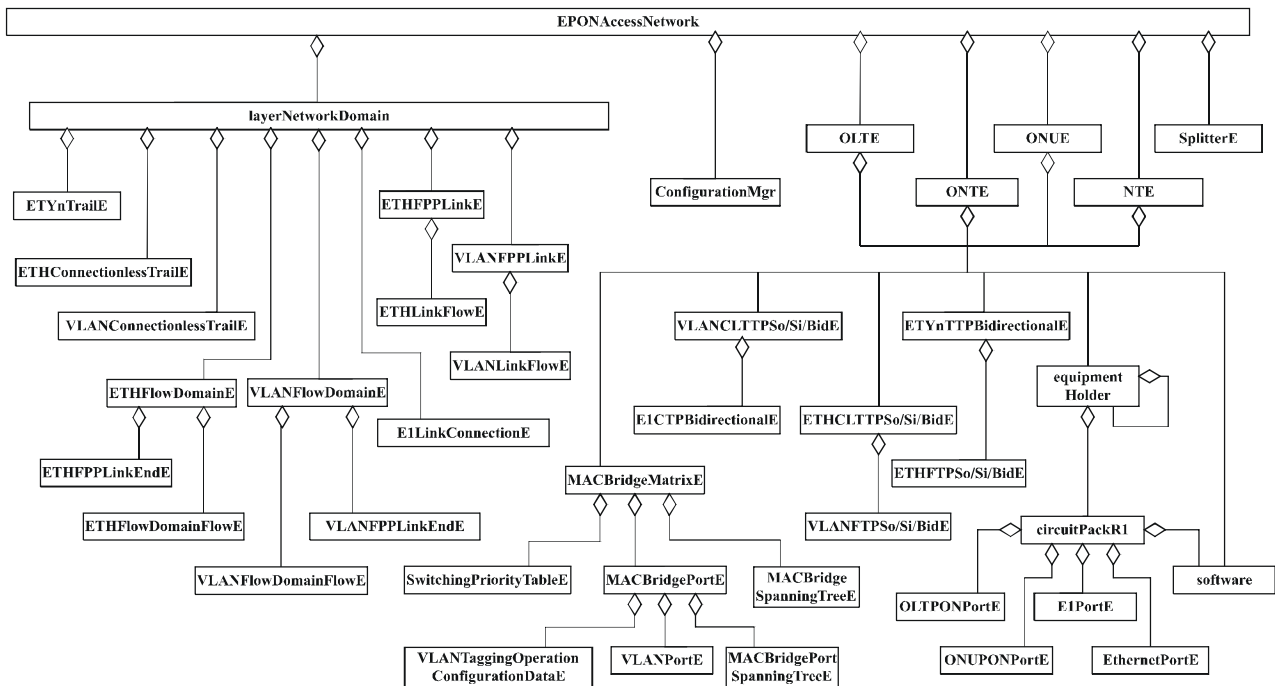 EPONAccessNetwork
layerNetworkDomain
OLTE
ONUE
SplitterE
ETYnTrailE
ETHFPPLinkE
ConfigurationMgr
ONTE
NTE
ETHConnectionlessTrailE
VLANFPPLinkE
VLANConnectionlessTrailE
ETHLinkFlowE
VLANCLTTPSo/Si/BidE
ETYnTTPBidirectionalE
VLANLinkFlowE
ETHFlowDomainE
VLANFlowDomainE
equipment
Holder
E1LinkConnectionE
E1CTPBidirectionalE
ETHCLTTPSo/Si/BidE
ETHFPPLinkEndE
MACBridgeMatrixE
ETHFTPSo/Si/BidE
ETHFlowDomainFlowE
VLANFPPLinkEndE
VLANFTPSo/Si/BidE
circuitPackR1
VLANFlowDomainFlowE
SwitchingPriorityTableE
MACBridgePortE
MACBridge
SpanningTreeE
software
OLTPONPortE
E1PortE
VLANTaggingOperation
ConfigurationDataE
VLANPortE
MACBridgePort
SpanningTreeE
ONUPONPortE
EthernetPortE